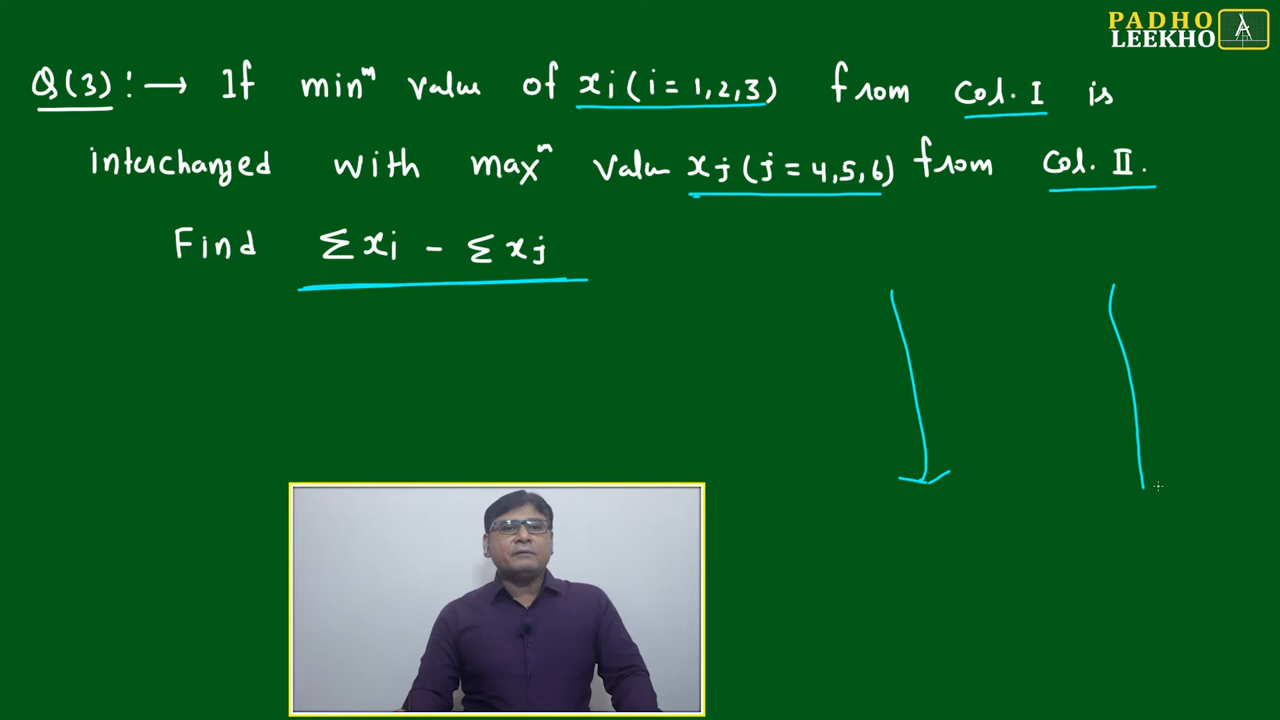 PADHO
LEEKHO
Q(3):→ If minᵐ value of xi (i = 1,2,3) from Col. I is
interchanged with maxᵐ value xj (j = 4,5,6) from Col. II.
Find Σxi - Σxj